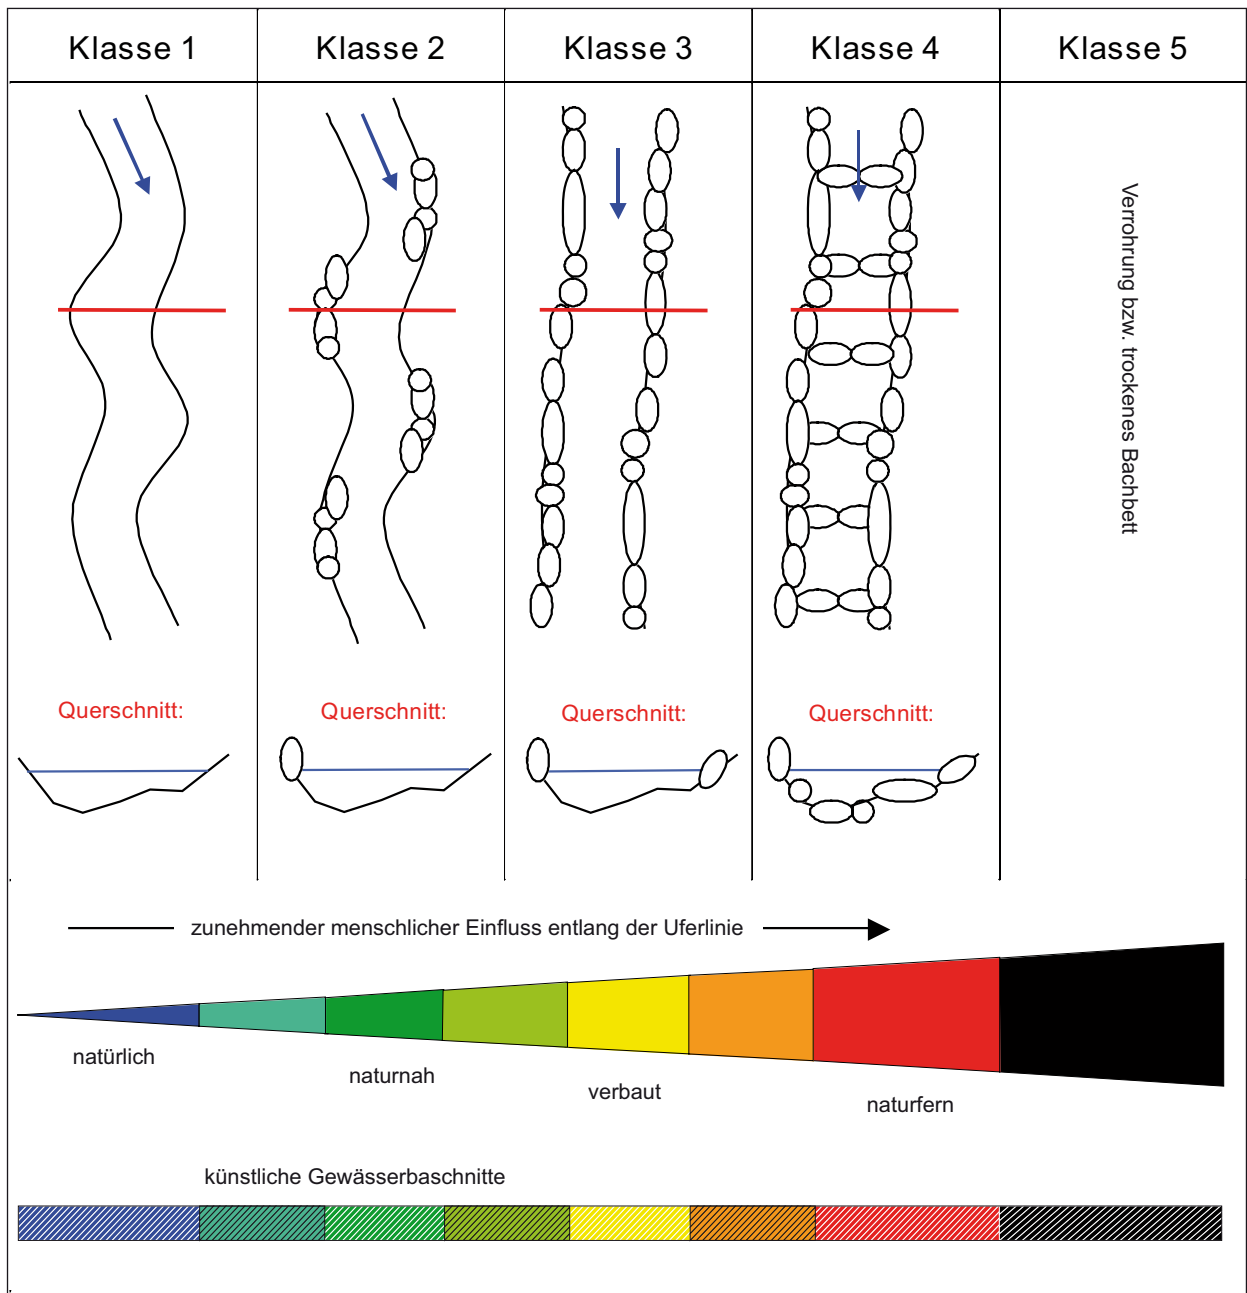 Klasse 1
Klasse 2
Klasse 3
Klasse 4
Klasse 5
Verrohrung bzw. trockenes Bachbett
Querschnitt:
Querschnitt:
Querschnitt:
Querschnitt:
zunehmender menschlicher Einfluss entlang der Uferlinie
natürlich
naturnah
verbaut
naturfern
künstliche Gewässerbaschnitte